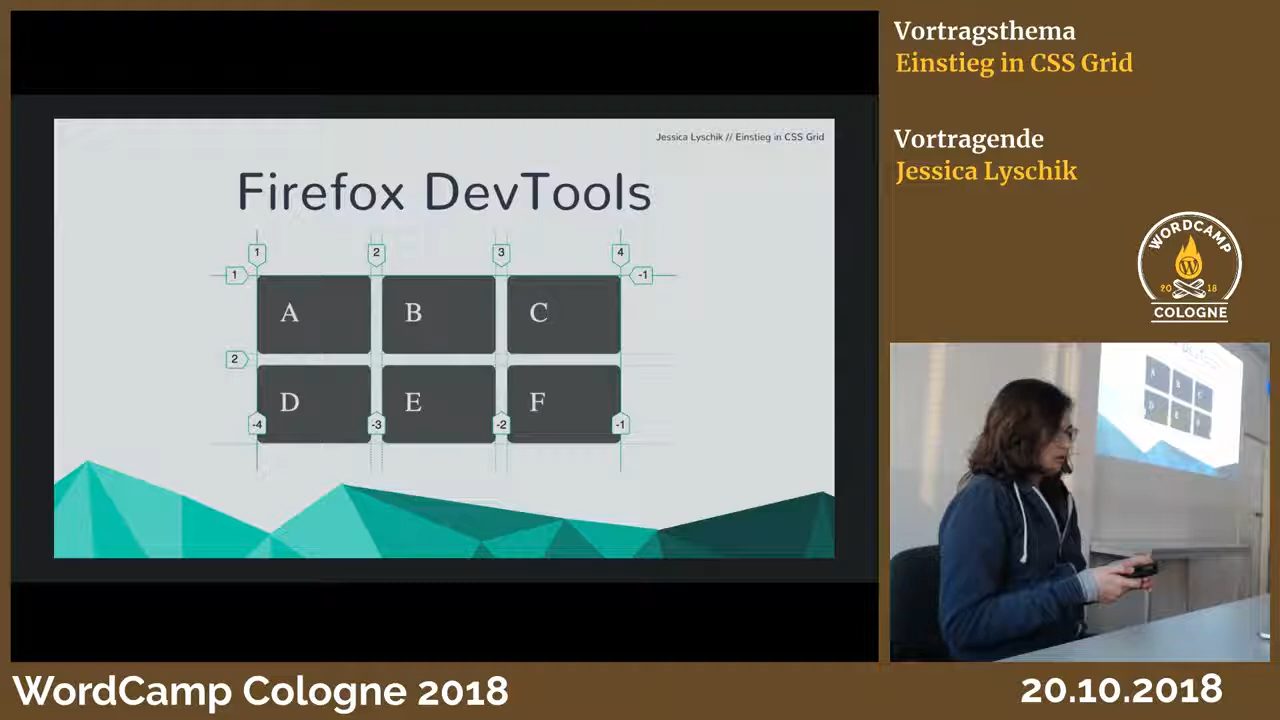 Jessica Lyschik // Einstieg in CSS Grid
Firefox DevTools
1 2 3 4
1 -1
A B C
2
D E F
-4 -3 -2 -1
Vortragsthema
Einstieg in CSS Grid
Vortragende
Jessica Lyschik
WORDCAMP
20 18
COLOGNE
A B C
D E F
WordCamp Cologne 2018
20.10.2018